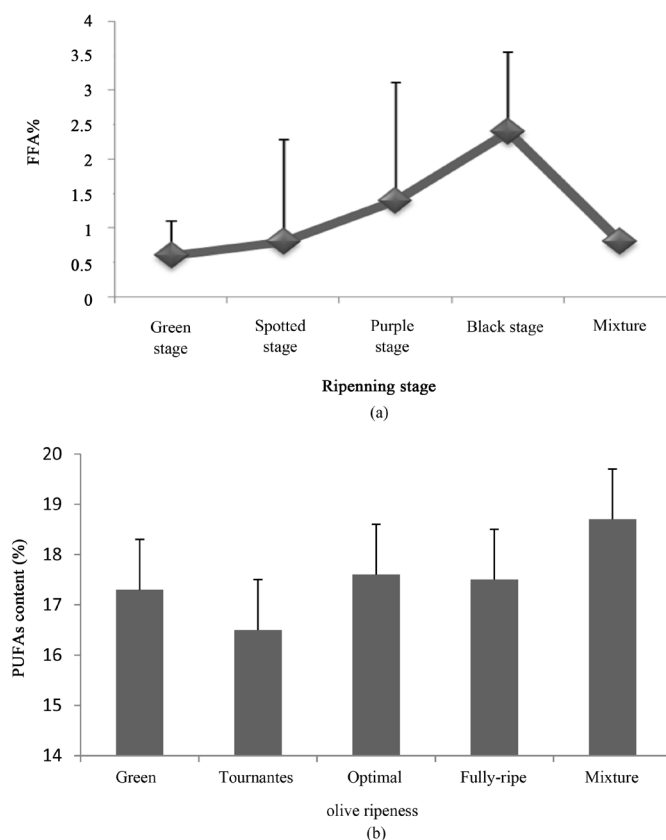 4
3.5
3
2.5
2
1.5
1
0.5
0
FFA%
Green stage
Spotted stage
Purple stage
Black stage
Mixture
Ripenning stage
(a)
20
19
18
17
16
15
14
PUFAs content (%)
Green
Tournantes
Optimal
Fully-ripe
Mixture
olive ripeness
(b)